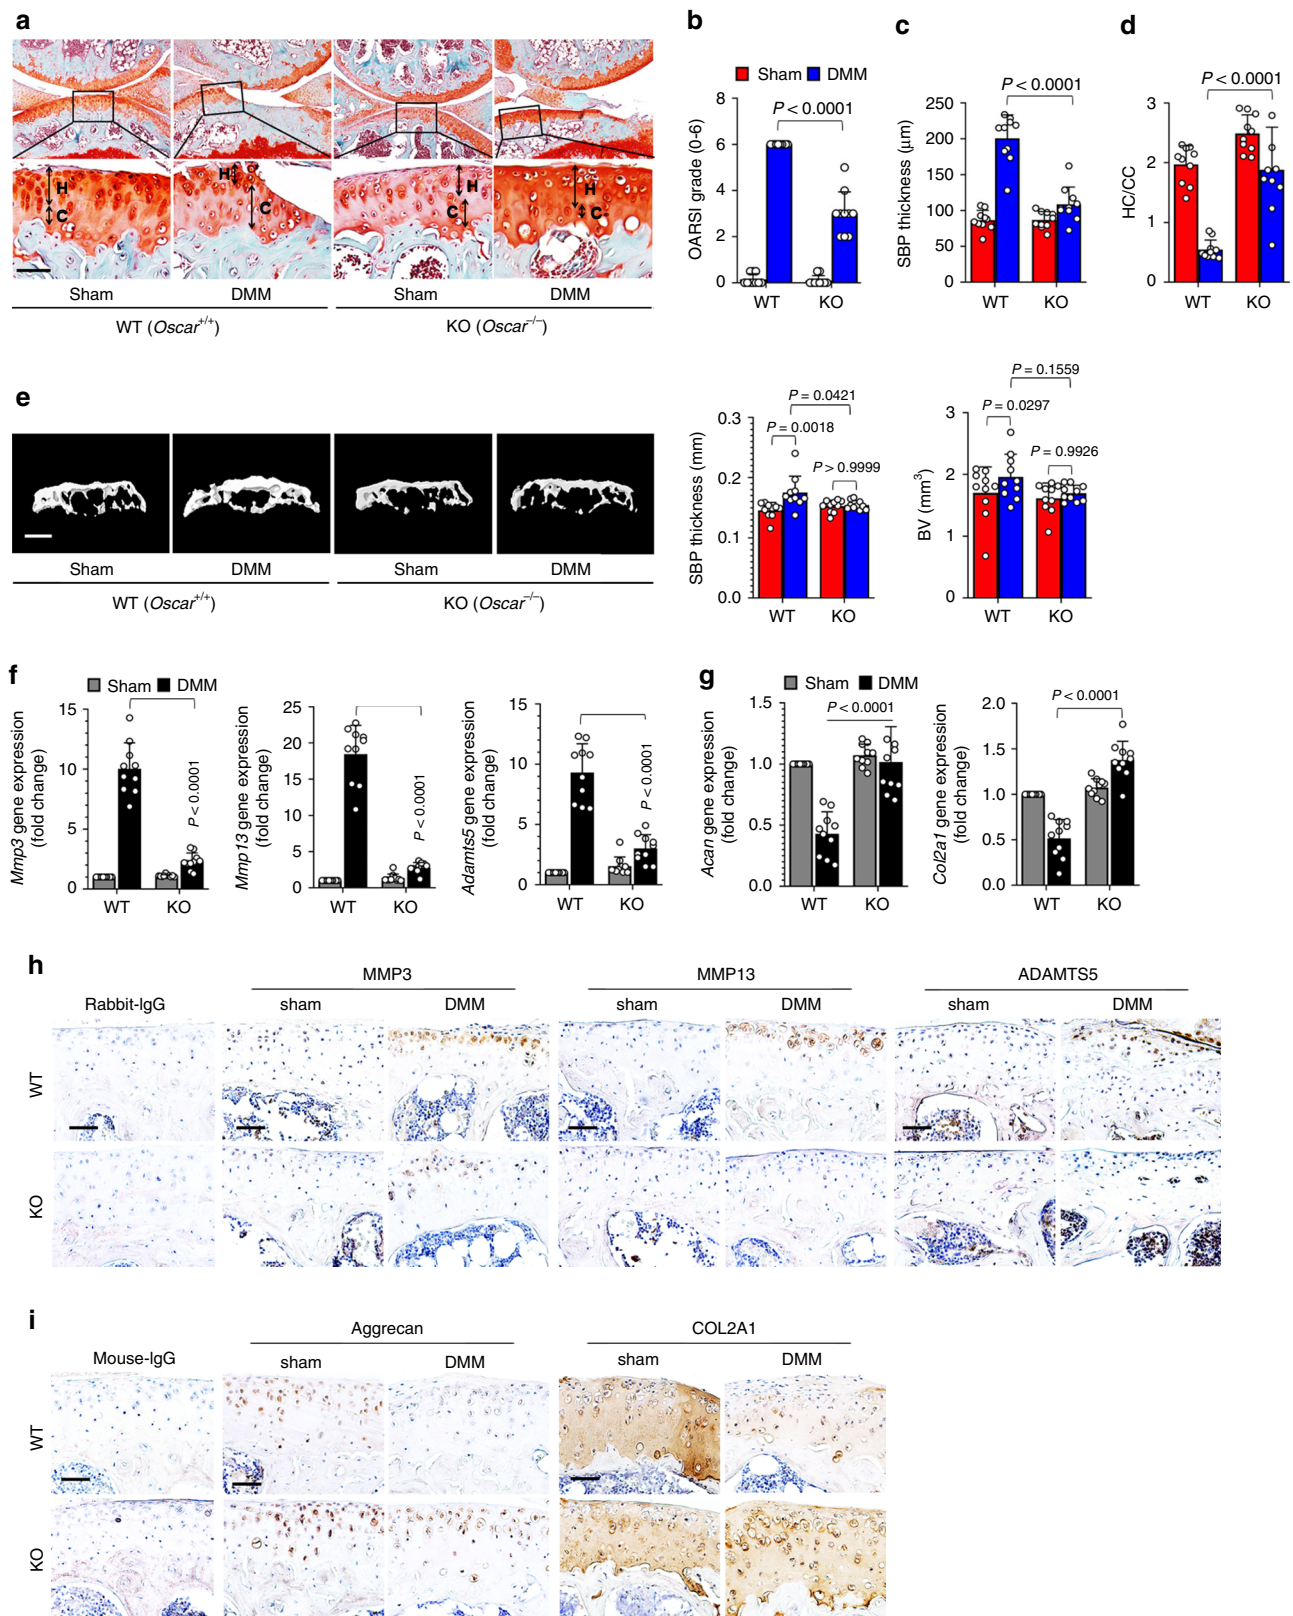 a
H
C
H
C
H
C
H
C
Sham
DMM
Sham
DMM
WT (Oscar+/+)
KO (Oscar–/–)
b
Sham
DMM
P < 0.0001
OARSI grade (0-6)
8
6
4
2
0
WT
KO
c
P < 0.0001
SBP thickness (μm)
250
200
150
100
50
0
WT
KO
d
P < 0.0001
HC/CC
3
2
1
0
WT
KO
e
Sham
DMM
Sham
DMM
WT (Oscar+/+)
KO (Oscar–/–)
P = 0.0421
P = 0.0018
P > 0.9999
SBP thickness (mm)
0.3
0.2
0.1
0.0
WT
KO
P = 0.1559
P = 0.0297
P = 0.9926
BV (mm3)
3
2
1
0
WT
KO
f
Sham
DMM
Mmp3 gene expression
(fold change)
15
10
5
0
P < 0.0001
WT
KO
Mmp13 gene expression
(fold change)
25
20
15
10
5
0
P < 0.0001
WT
KO
Adamts5 gene expression
(fold change)
15
10
5
0
P < 0.0001
WT
KO
g
Sham
DMM
P < 0.0001
Acan gene expression
(fold change)
1.5
1.0
0.5
0.0
WT
KO
P < 0.0001
Col2a1 gene expression
(fold change)
2.0
1.5
1.0
0.5
0.0
WT
KO
h
MMP3
MMP13
ADAMTS5
Rabbit-IgG
sham
DMM
sham
DMM
sham
DMM
WT
KO
i
Aggrecan
COL2A1
Mouse-IgG
sham
DMM
sham
DMM
WT
KO